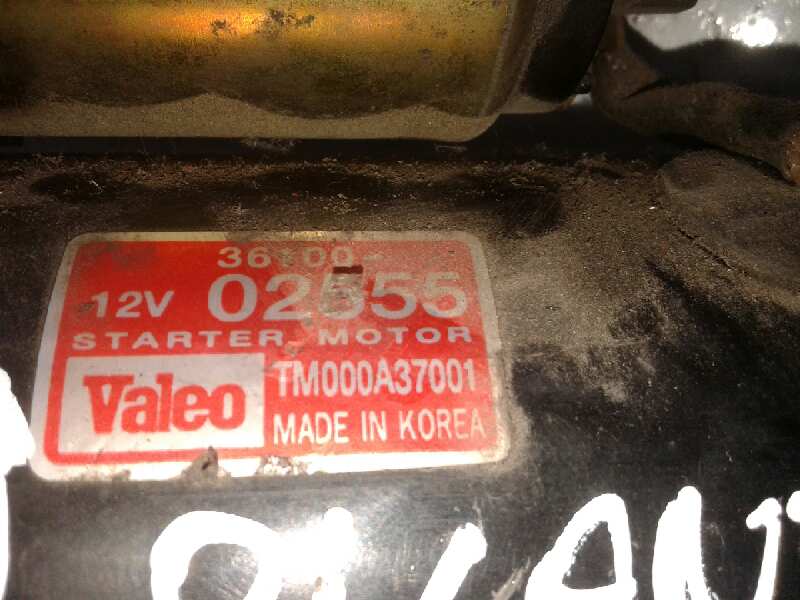 36100-
12V 02555
STARTER MOTOR
Valeo
TM000A37001
MADE IN KOREA